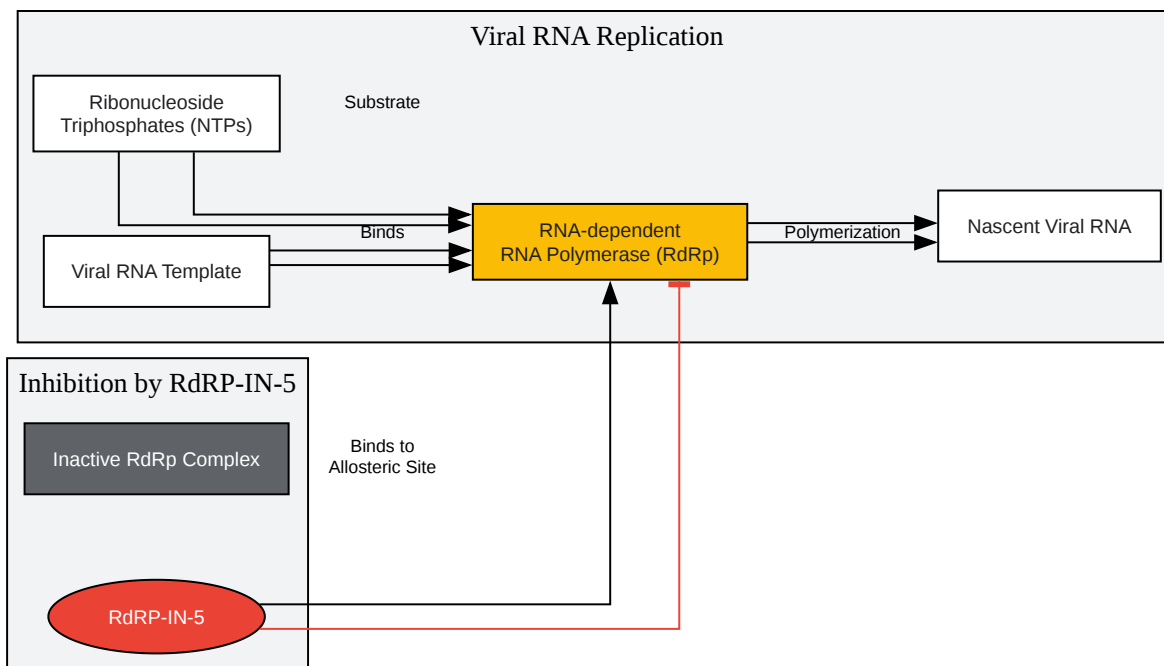 Viral RNA Replication
Ribonucleoside
Triphosphates (NTPs)
Substrate
Viral RNA Template
Binds
RNA-dependent
RNA Polymerase (RdRp)
Polymerization
Nascent Viral RNA
Inhibition by RdRP-IN-5
Inactive RdRp Complex
Binds to
Allosteric Site
RdRP-IN-5